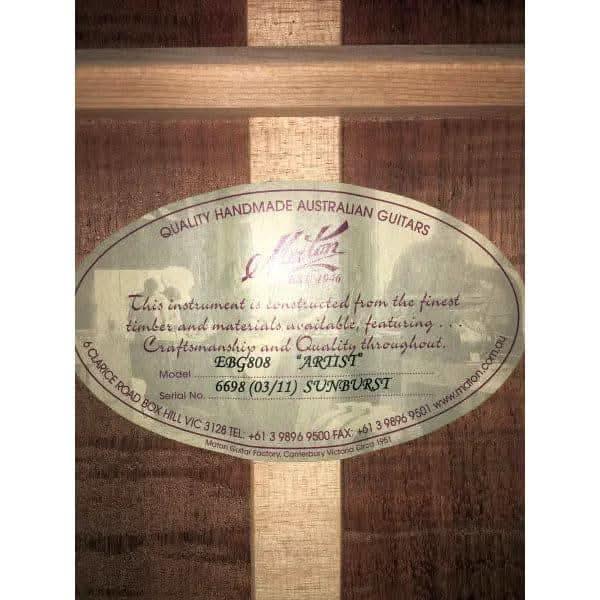 QUALITY HANDMADE AUSTRALIAN GUITARS
Maton
EST. 1946
This instrument is constructed from the finest
timber and materials available, featuring . . .
Craftsmanship and Quality throughout.
Model EBG808 "ARTIST"
Serial No. 6698 (03/11) SUNBURST
6 CLARICE ROAD BOX HILL VIC 3128 TEL: +61 3 9896 9500 FAX: +61 3 9896 9501 www.maton.com.au
Maton Guitar Factory, Canterbury Victoria Circa 1951